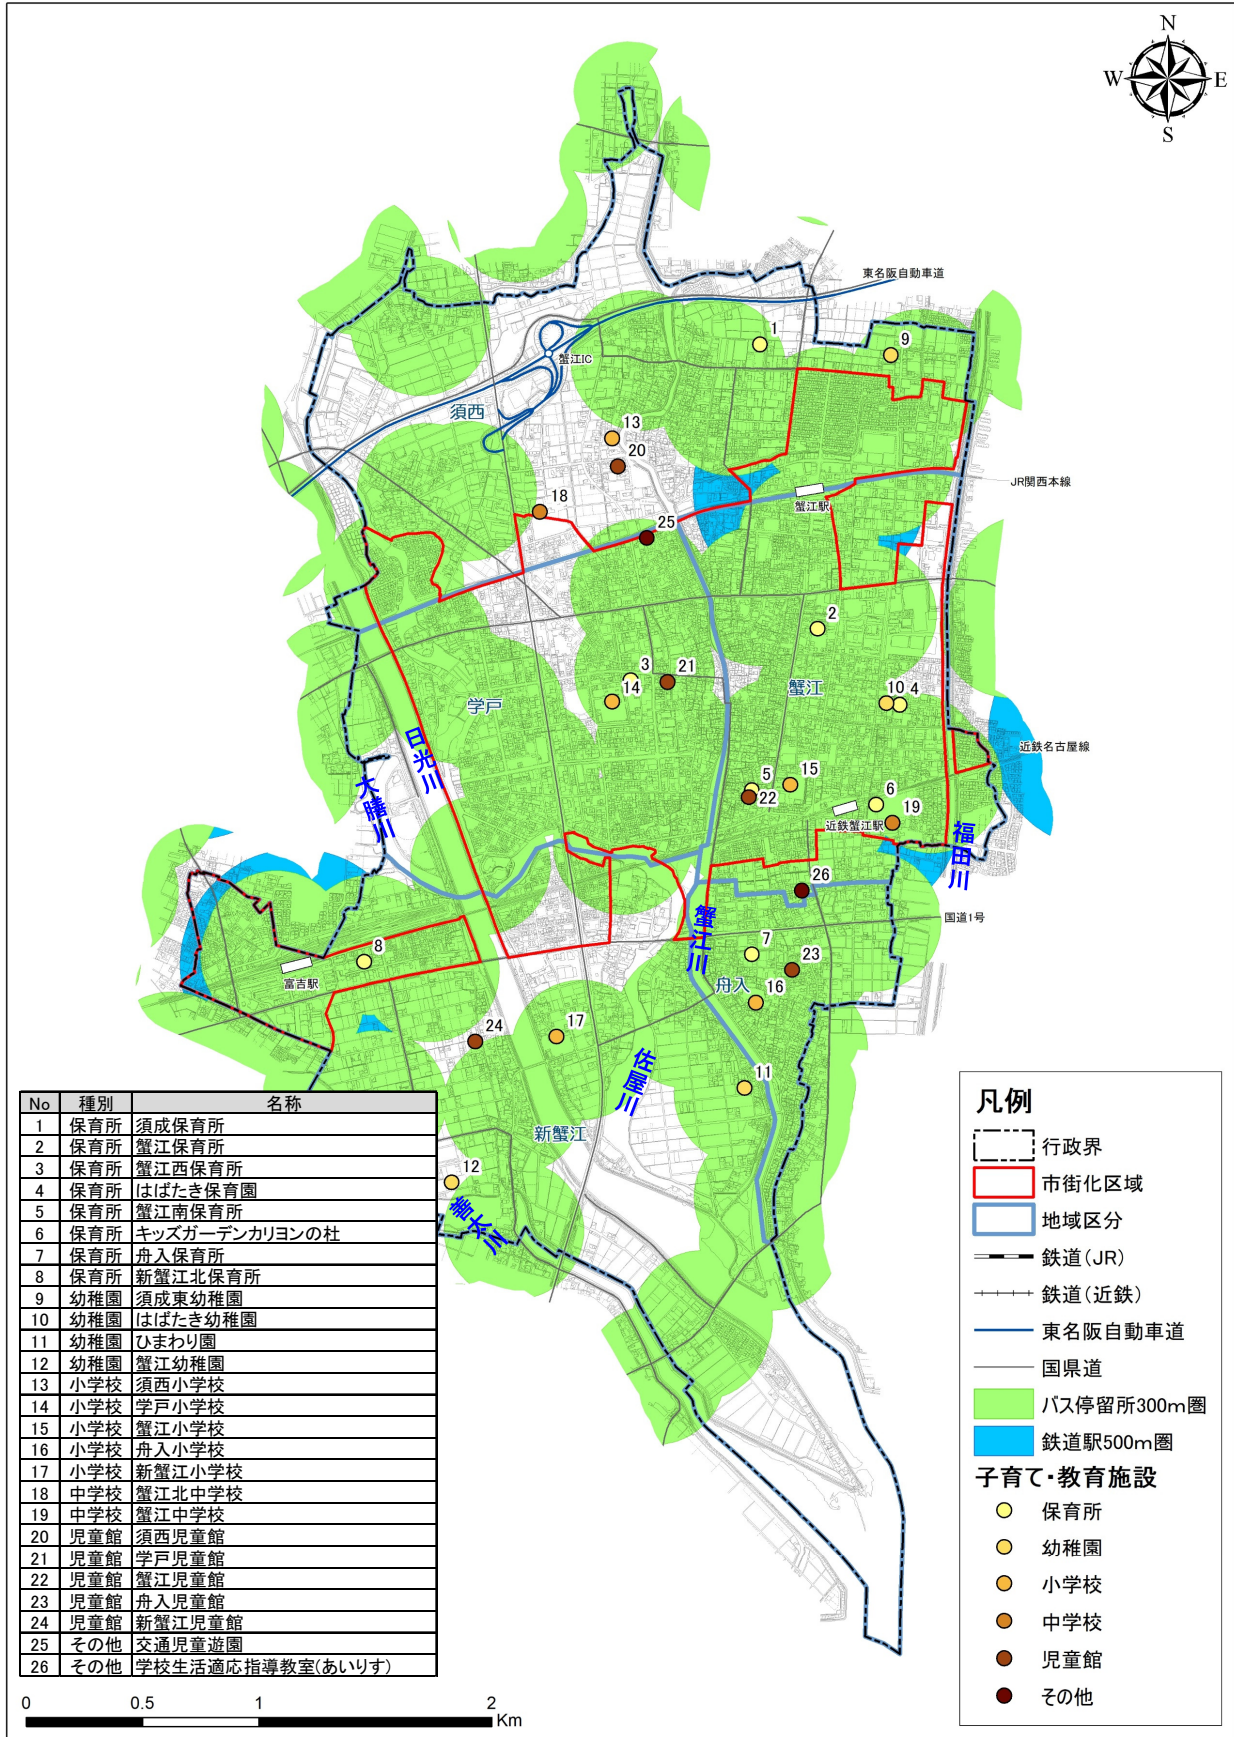 N
W
E
S
東名阪自動車道
1
9
蟹江IC
須西
13
20
JR関西本線
蟹江駅
18
25
2
3
21
14
蟹江
10
4
学戸
日光川
大膳川
近鉄名古屋線
5
15
22
6
19
近鉄蟹江駅
福田川
26
国道1号
蟹江川
8
富吉駅
7
23
舟入
16
24
17
佐屋川
11
新蟹江
12
善太川
No 種別 名称
1 保育所 須成保育所
2 保育所 蟹江保育所
3 保育所 蟹江西保育所
4 保育所 はばたき保育園
5 保育所 蟹江南保育所
6 保育所 キッズガーデンカリヨンの杜
7 保育所 舟入保育所
8 保育所 新蟹江北保育所
9 幼稚園 須成東幼稚園
10 幼稚園 はばたき幼稚園
11 幼稚園 ひまわり園
12 幼稚園 蟹江幼稚園
13 小学校 須西小学校
14 小学校 学戸小学校
15 小学校 蟹江小学校
16 小学校 舟入小学校
17 小学校 新蟹江小学校
18 中学校 蟹江北中学校
19 中学校 蟹江中学校
20 児童館 須西児童館
21 児童館 学戸児童館
22 児童館 蟹江児童館
23 児童館 舟入児童館
24 児童館 新蟹江児童館
25 その他 交通児童遊園
26 その他 学校生活適応指導教室(あいりす)
凡例
行政界
市街化区域
地域区分
鉄道(JR)
鉄道(近鉄)
東名阪自動車道
国県道
バス停留所300m圏
鉄道駅500m圏
子育て・教育施設
保育所
幼稚園
小学校
中学校
児童館
その他
0 0.5 1 2
Km